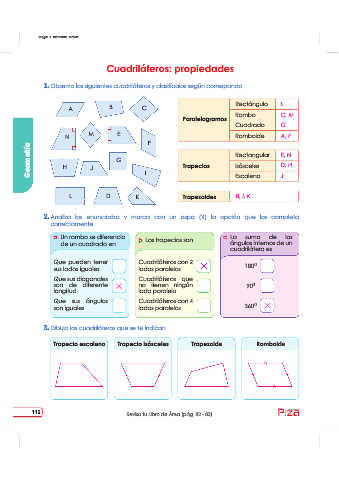 Cuadriláteros: propiedades
1. Observa los siguientes cuadriláteros y clasifícalos según corresponda
A B C
N M E F
H J G I
L D K
Paralelogramos
Rectángulo L
Rombo C, M
Cuadrado G
Romboide A, F
Trapecios
Rectangular E, N
Isósceles D, H
Escaleno J
Trapezoides B, I, K
Geometría
2. Analiza los enunciados y marca con un aspa (X) la opción que los completa
correctamente
a. Un rombo se diferencia
de un cuadrado en
Que pueden tener
sus lados iguales
Que sus diagonales
son de diferente
longitud X
Que sus ángulos
son iguales
b. Los trapecios son
Cuadriláteros con 2
lados paralelos X
Cuadriláteros que
no tienen ningún
lado paralelo
Cuadriláteros con 4
lados paralelos
c. La suma de los
ángulos internos de un
cuadrilátero es
180º
90º
360º X
3. Dibuja los cuadriláteros que se te indican
Trapecio escaleno Trapecio isósceles Trapezoide Romboide
112
Revisa tu Libro de Área (pág. 82 - 83)
Pizza